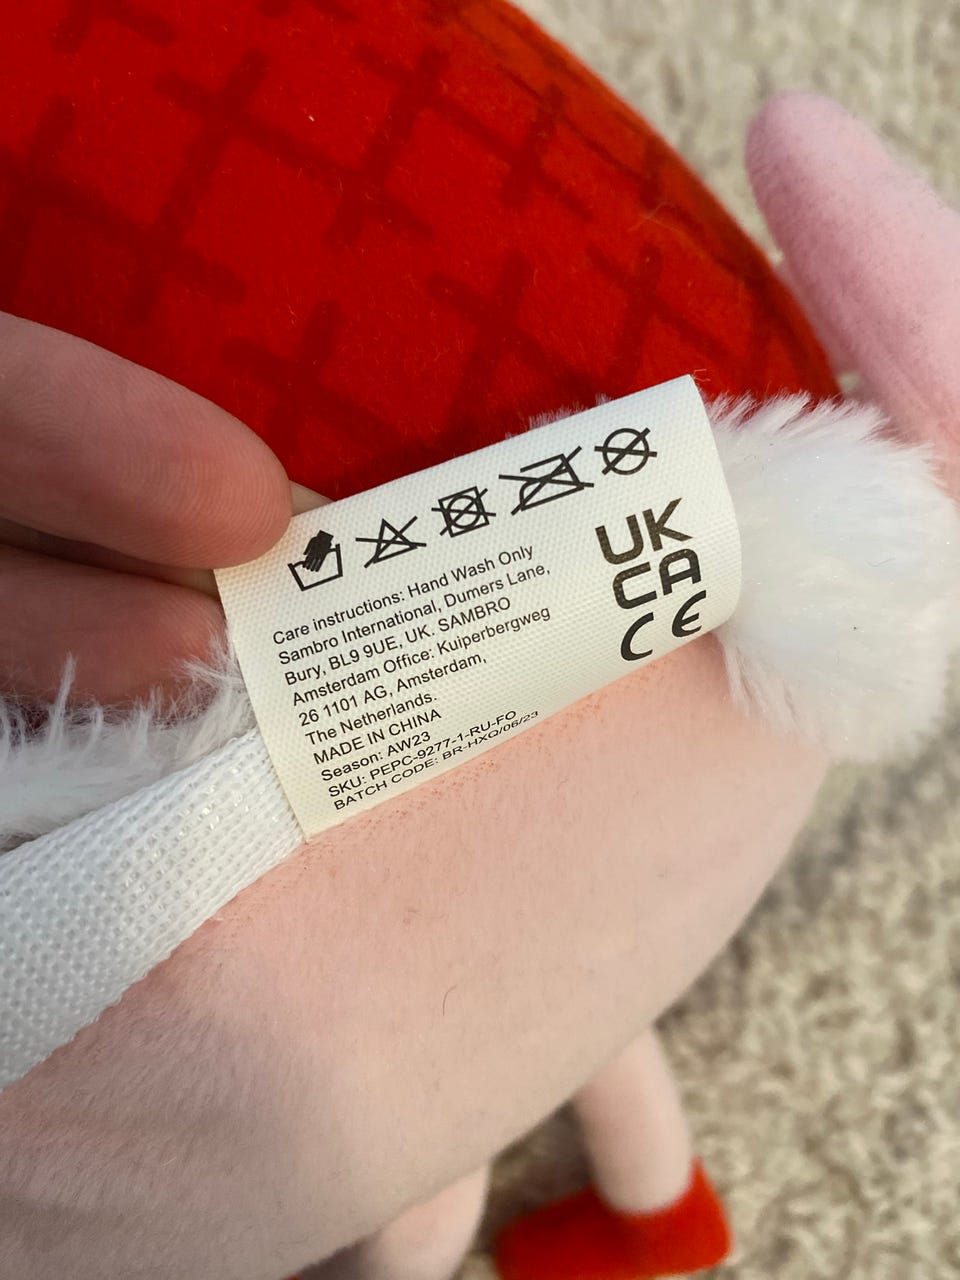 Care instructions: Hand Wash Only
Sambro International, Dumers Lane,
Bury, BL9 9UE, UK. SAMBRO
Amsterdam Office: Kuiperbergweg
26 1101 AG, Amsterdam,
The Netherlands.
MADE IN CHINA
Season: AW23
SKU: PEPC-9277-1-RU-FO
BATCH CODE: BR-HXQ/06/23
UK
CA
CE